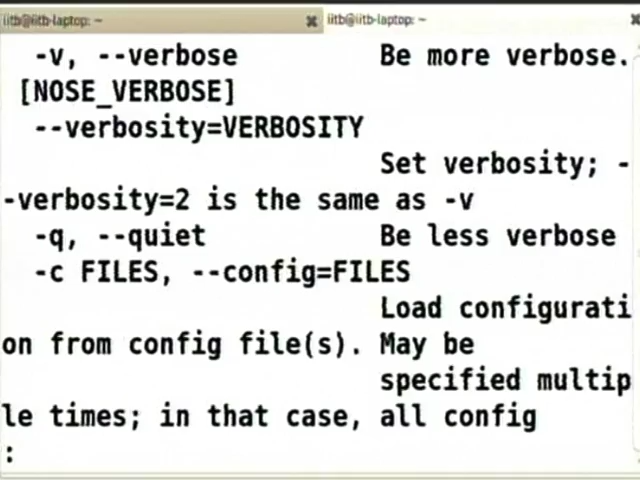 iitb@iitb-laptop: ~ iitb@iitb-laptop: ~
-v, --verbose Be more verbose.
[NOSE_VERBOSE]
--verbosity=VERBOSITY
Set verbosity; -
-verbosity=2 is the same as -v
-q, --quiet Be less verbose
-c FILES, --config=FILES
Load configurati
on from config file(s). May be
specified multip
le times; in that case, all config
: